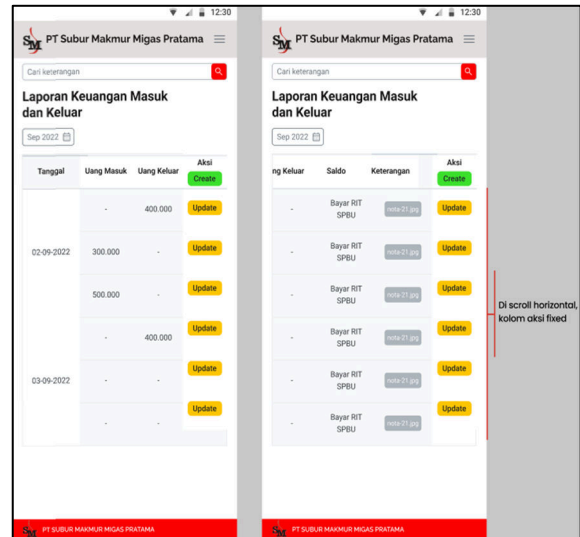 12:30
SM PT Subur Makmur Migas Pratama
Cari keterangan
Laporan Keuangan Masuk
dan Keluar
Sep 2022
Tanggal Uang Masuk Uang Keluar Aksi
Create
- 400.000 Update
02-09-2022 300.000 - Update
500.000 - Update
- 400.000 Update
03-09-2022 - - Update
- - Update
SM PT SUBUR MAKMUR MIGAS PRATAMA
12:30
SM PT Subur Makmur Migas Pratama
Cari keterangan
Laporan Keuangan Masuk
dan Keluar
Sep 2022
ng Keluar Saldo Keterangan Aksi
Create
- Bayar RIT
SPBU nota-21.jpg Update
- Bayar RIT
SPBU nota-21.jpg Update
- Bayar RIT
SPBU nota-21.jpg Update
- Bayar RIT
SPBU nota-21.jpg Update
- Bayar RIT
SPBU nota-21.jpg Update
- Bayar RIT
SPBU nota-21.jpg Update
SM PT SUBUR MAKMUR MIGAS PRATAMA
Di scroll horizontal,
kolom aksi fixed